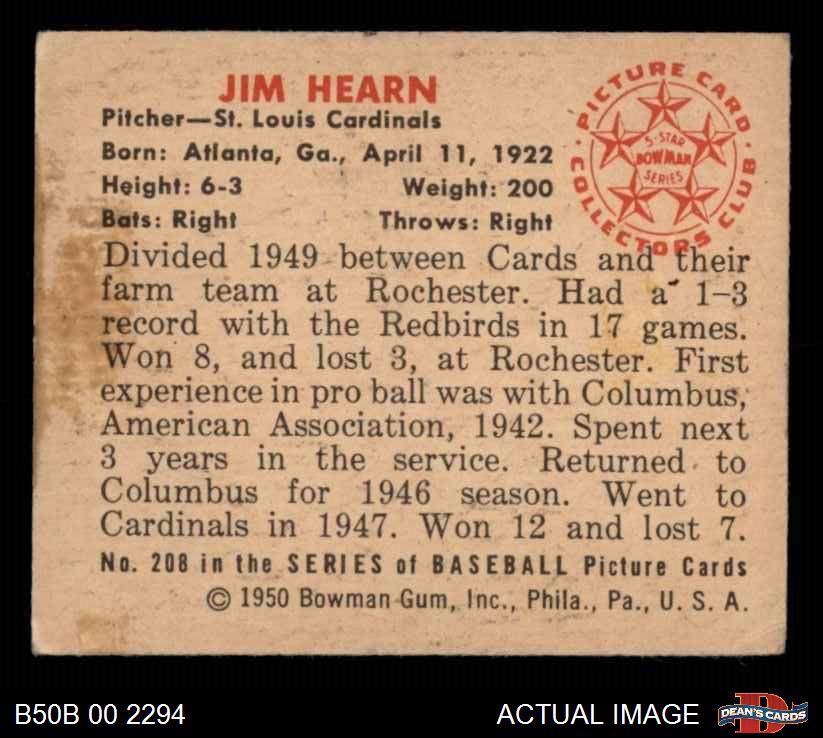 JIM HEARN
Pitcher—St. Louis Cardinals
Born: Atlanta, Ga., April 11, 1922
Height: 6-3 Weight: 200
Bats: Right Throws: Right
PICTURE CARD COLLECTORS CLUB
5-STAR
BOWMAN
SERIES
Divided 1949 between Cards and their
farm team at Rochester. Had a 1–3
record with the Redbirds in 17 games.
Won 8, and lost 3, at Rochester. First
experience in pro ball was with Columbus,
American Association, 1942. Spent next
3 years in the service. Returned to
Columbus for 1946 season. Went to
Cardinals in 1947. Won 12 and lost 7.
No. 208 in the SERIES of BASEBALL Picture Cards
© 1950 Bowman Gum, Inc., Phila., Pa., U. S. A.
B50B 00 2294 ACTUAL IMAGE
DEAN'S CARDS